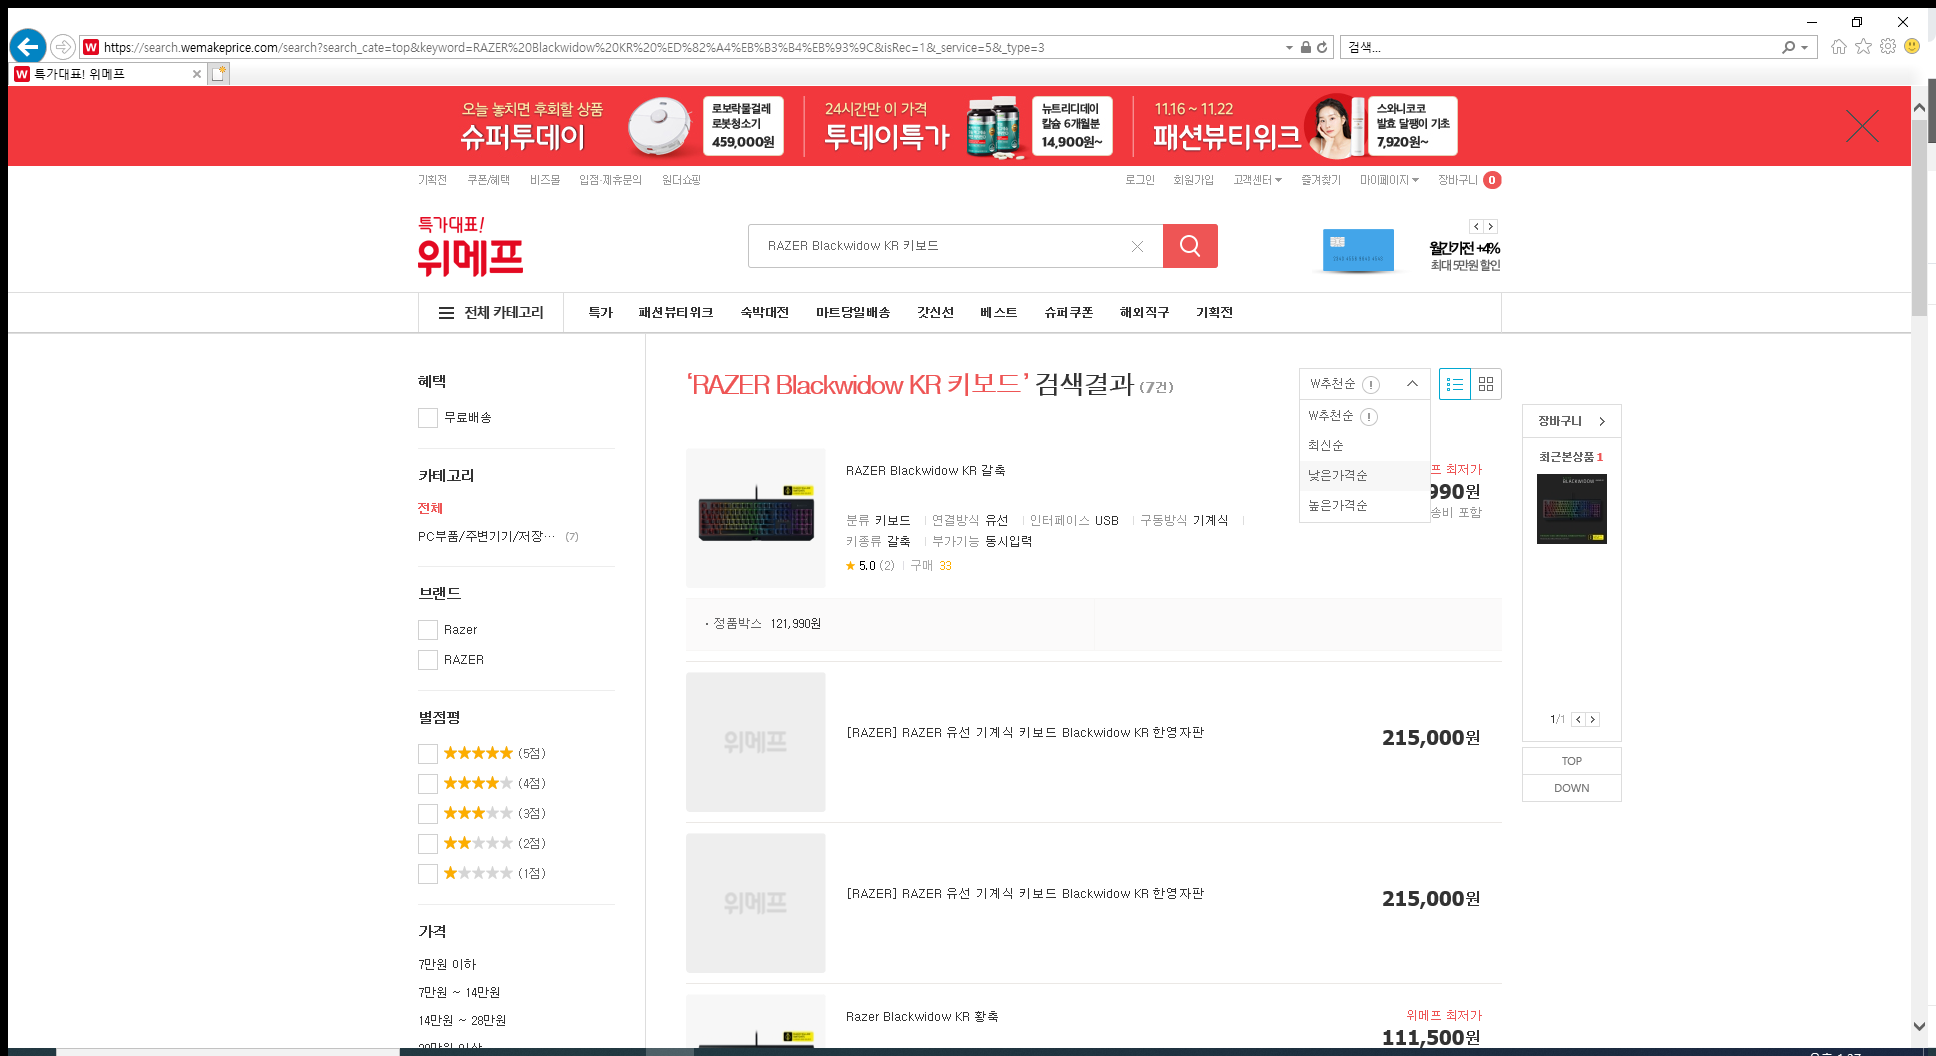 https://search.wemakeprice.com/search?search_cate=top&keyword=RAZER%20Blackwidow%20KR%20%ED%82%A4%EB%B3%B4%EB%93%9C&isRec=1&_service=5&_type=3
검색...
특가대표! 위메프
오늘 놓치면 후회할 상품
슈퍼투데이
로보락물걸레
로봇청소기
459,000원
24시간만 이 가격
투데이특가
뉴트리디데이
칼슘 6개월분
14,900원~
11.16 ~ 11.22
패션뷰티위크
스와니코코
발효 달팽이 기초
7,920원~
기획전 쿠폰/혜택 비즈몰 입점·제휴문의 원더쇼핑
로그인 회원가입 고객센터 즐겨찾기 마이페이지 장바구니 0
특가대표!
위메프
RAZER Blackwidow KR 키보드
월간가전 +4%
최대 5만원 할인
전체 카테고리 특가 패션뷰티위크 숙박대전 마트당일배송 갓신선 베스트 슈퍼쿠폰 해외직구 기획전
혜택
무료배송
카테고리
전체
PC부품/주변기기/저장… (7)
브랜드
Razer
RAZER
별점평
(5점)
(4점)
(3점)
(2점)
(1점)
가격
7만원 이하
7만원 ~ 14만원
14만원 ~ 28만원
28만원 이상
‘RAZER Blackwidow KR 키보드’ 검색결과 (7건)
W추천순
W추천순
최신순
낮은가격순
높은가격순
RAZER Blackwidow KR 갈축
프 최저가
990원
송비 포함
분류 키보드 연결방식 유선 인터페이스 USB 구동방식 기계식
키종류 갈축 부가기능 동시입력
5.0 (2) 구매 33
· 정품박스 121,990원
위메프
[RAZER] RAZER 유선 기계식 키보드 Blackwidow KR 한영자판
215,000원
위메프
[RAZER] RAZER 유선 기계식 키보드 Blackwidow KR 한영자판
215,000원
Razer Blackwidow KR 황축
위메프 최저가
111,500원
장바구니
최근본상품 1
BLACKWIDOW
1/1
TOP
DOWN